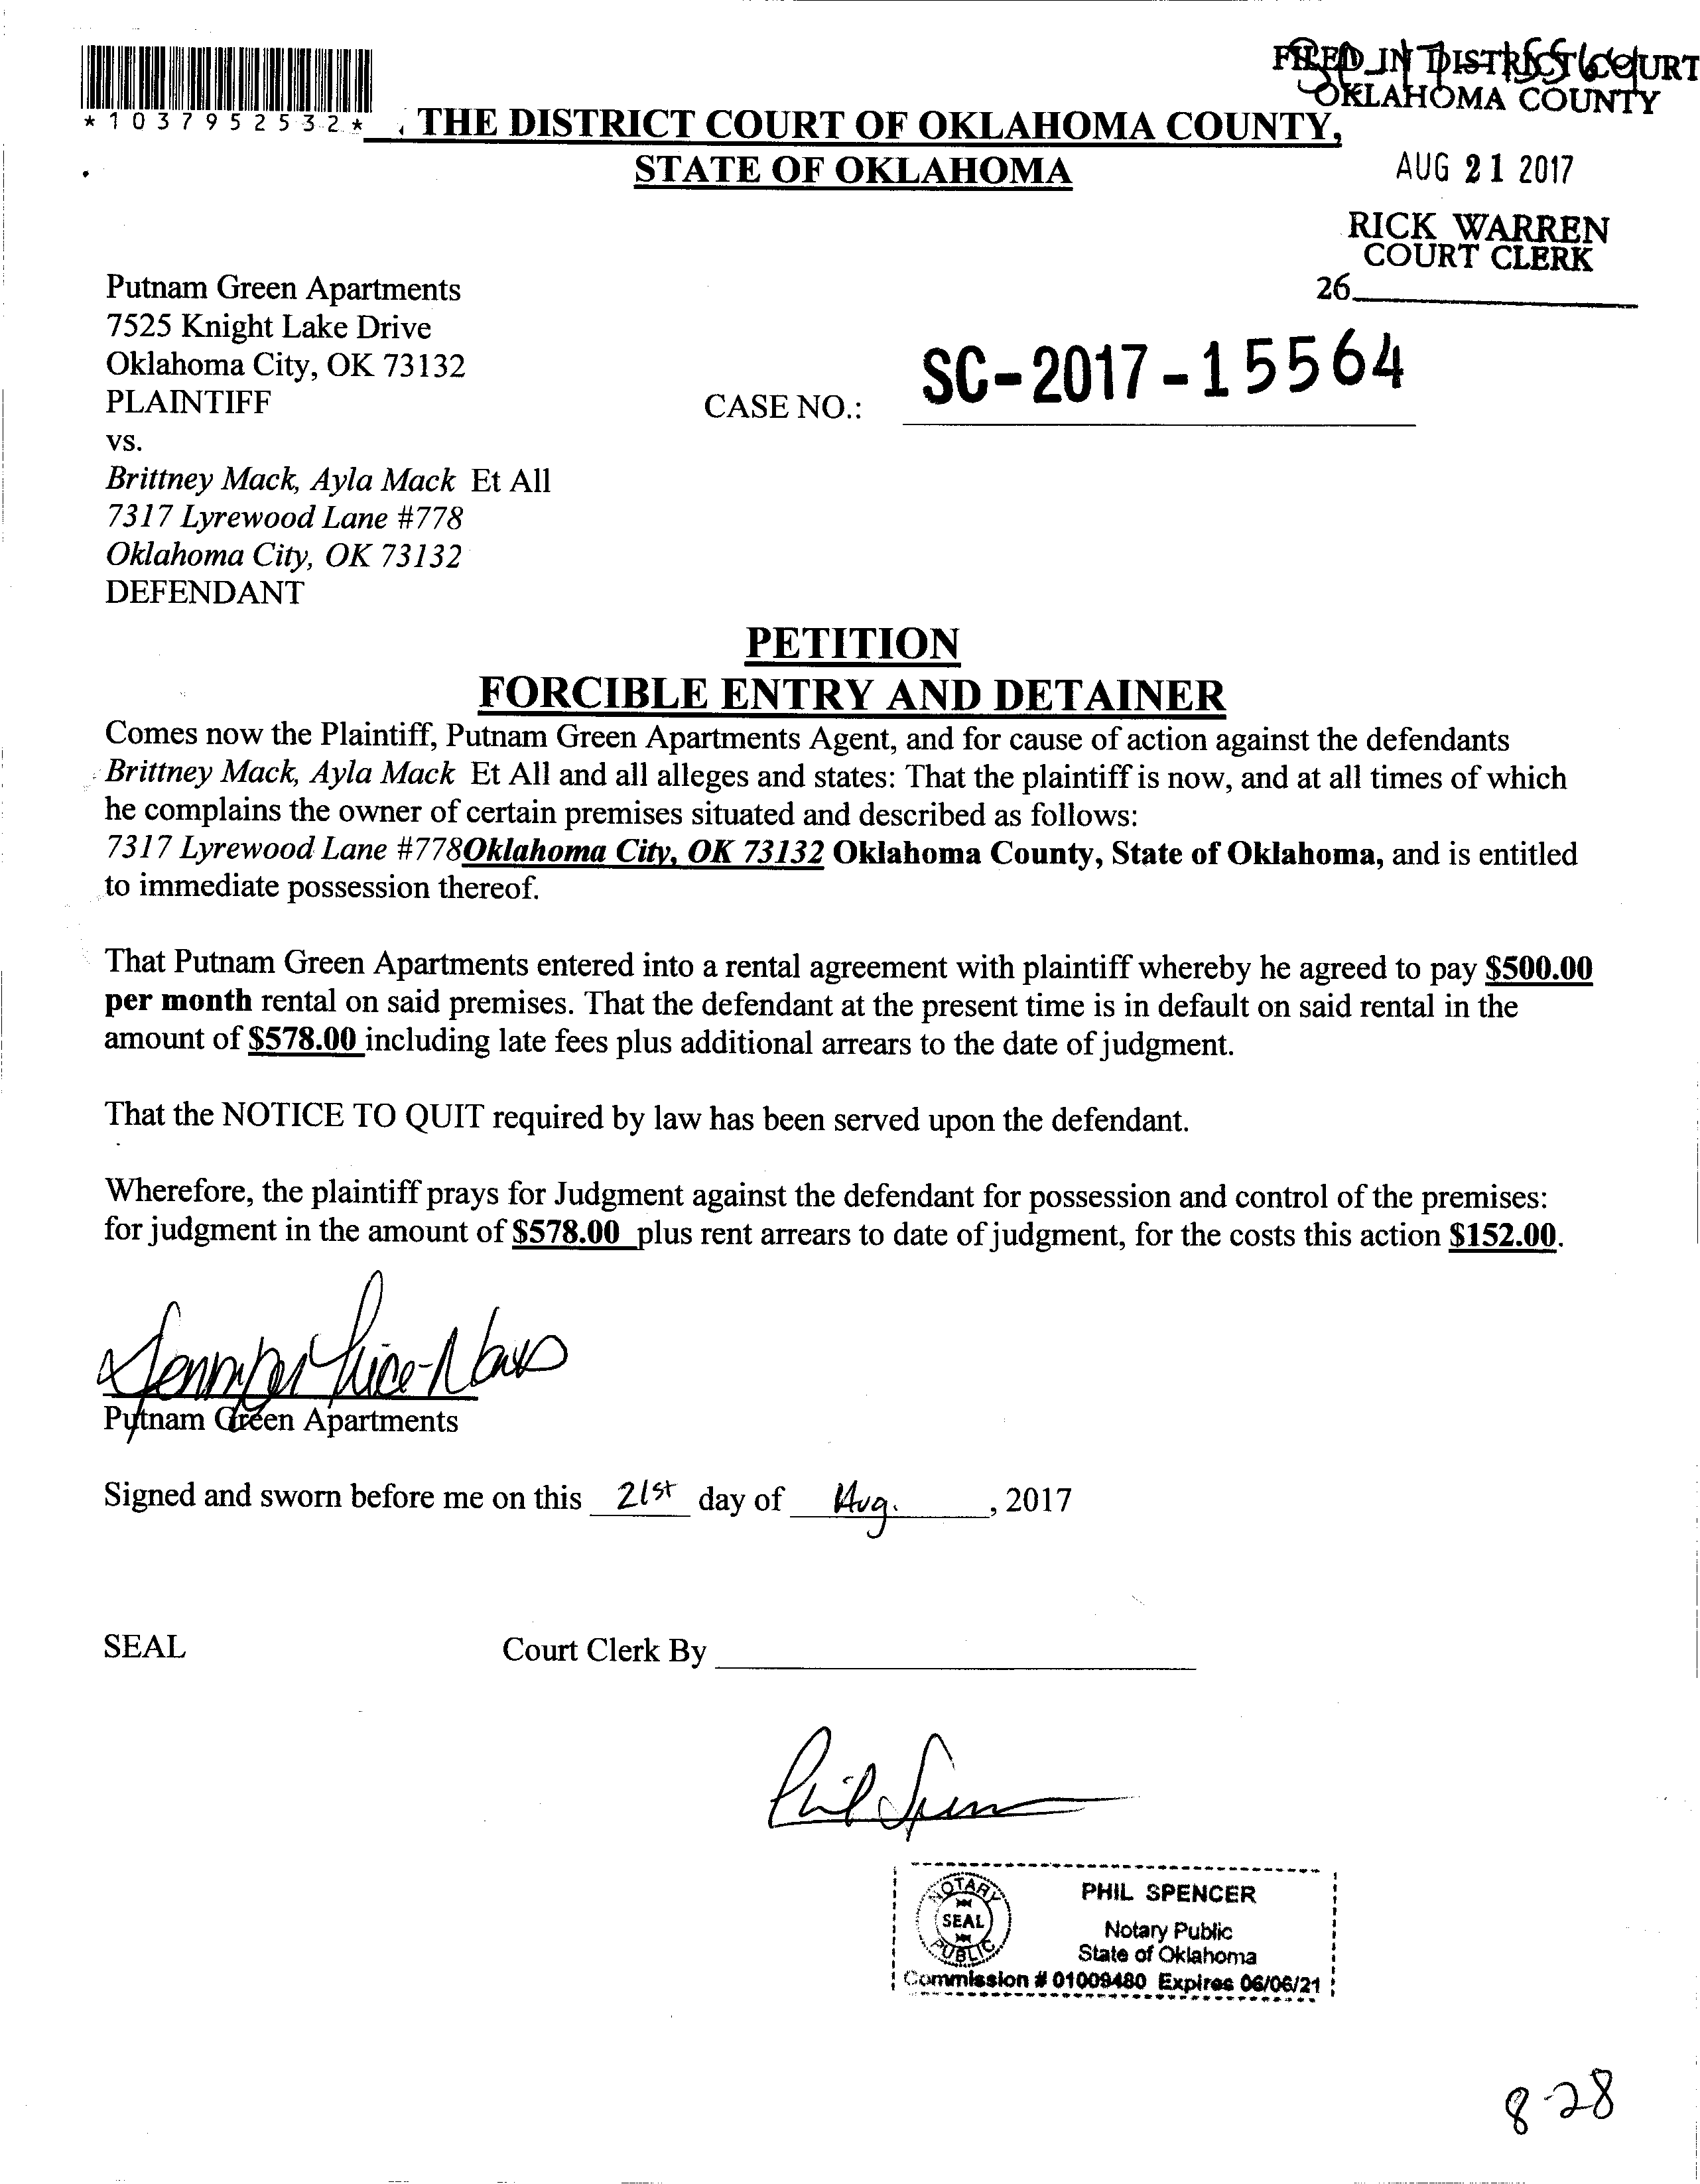 FILED IN DISTRICT COURT
OKLAHOMA COUNTY
*1037952532*
THE DISTRICT COURT OF OKLAHOMA COUNTY,
STATE OF OKLAHOMA
AUG 21 2017
RICK WARREN
COURT CLERK
26
Putnam Green Apartments
7525 Knight Lake Drive
Oklahoma City, OK 73132
PLAINTIFF
CASE NO.: SC-2017-15564
vs.
Brittney Mack, Ayla Mack Et All
7317 Lyrewood Lane #778
Oklahoma City, OK 73132
DEFENDANT
PETITION
FORCIBLE ENTRY AND DETAINER
Comes now the Plaintiff, Putnam Green Apartments Agent, and for cause of action against the defendants
Brittney Mack, Ayla Mack Et All and all alleges and states: That the plaintiff is now, and at all times of which
he complains the owner of certain premises situated and described as follows:
7317 Lyrewood Lane #778Oklahoma City, OK 73132 Oklahoma County, State of Oklahoma, and is entitled
to immediate possession thereof.
That Putnam Green Apartments entered into a rental agreement with plaintiff whereby he agreed to pay $500.00
per month rental on said premises. That the defendant at the present time is in default on said rental in the
amount of $578.00 including late fees plus additional arrears to the date of judgment.
That the NOTICE TO QUIT required by law has been served upon the defendant.
Wherefore, the plaintiff prays for Judgment against the defendant for possession and control of the premises:
for judgment in the amount of $578.00 plus rent arrears to date of judgment, for the costs this action $152.00.
Putnam Green Apartments
Signed and sworn before me on this 21st day of Aug. , 2017
SEAL Court Clerk By
Phil Spencer
NOTARY PUBLIC SEAL
PHIL SPENCER
Notary Public
State of Oklahoma
Commission # 01009480 Expires 06/06/21
8-28